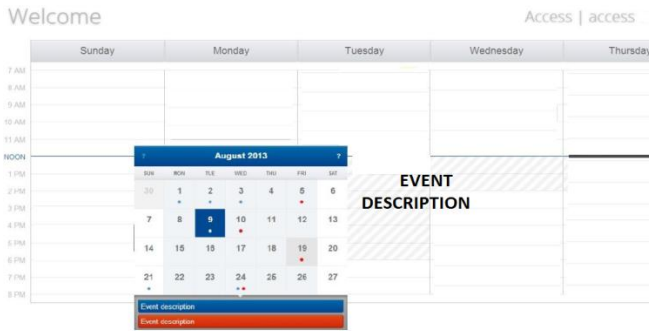 Welcome
Access | access
Sunday Monday Tuesday Wednesday Thursday
7 AM
8 AM
9 AM
10 AM
11 AM
NOON
1 PM
2 PM
3 PM
4 PM
5 PM
6 PM
7 PM
8 PM
? August 2013 ?
SUN MON TUE WED THU FRI SAT
30 1 2 3 4 5 6
7 8 9 10 11 12 13
14 15 16 17 18 19 20
21 22 23 24 25 26 27
Event description
Event description
EVENT
DESCRIPTION